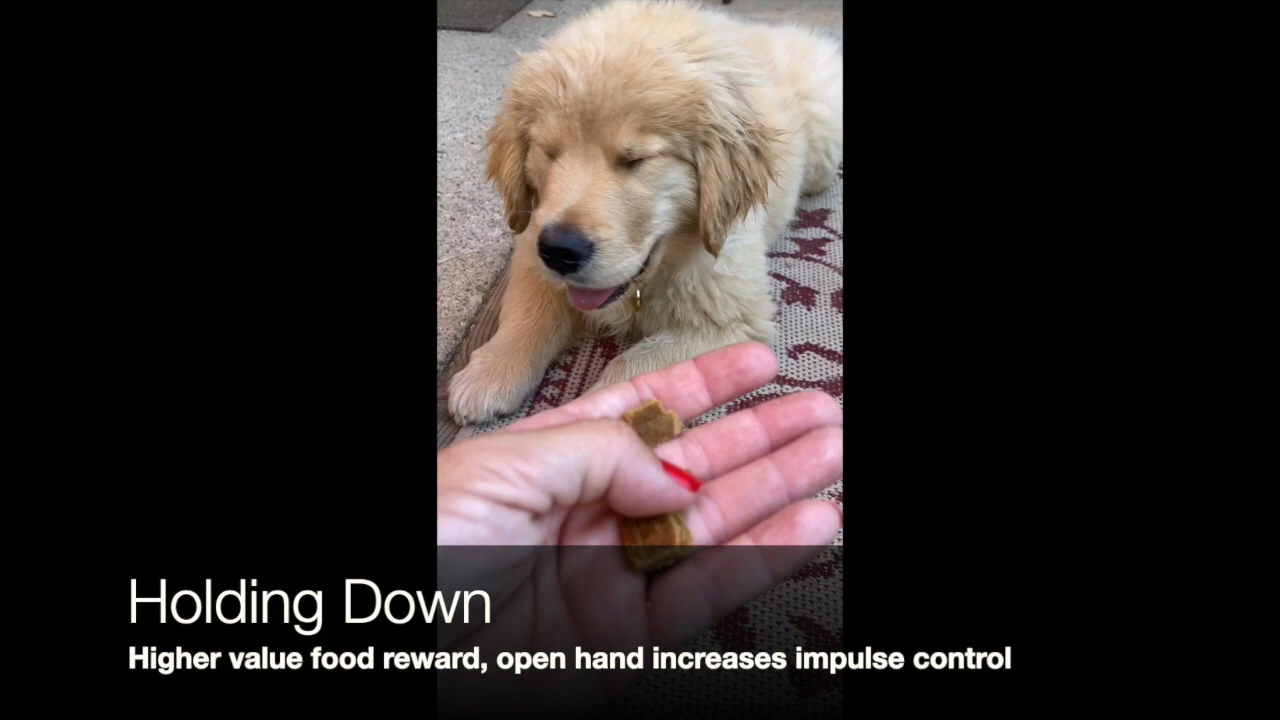 Holding Down
Higher value food reward, open hand increases impulse control